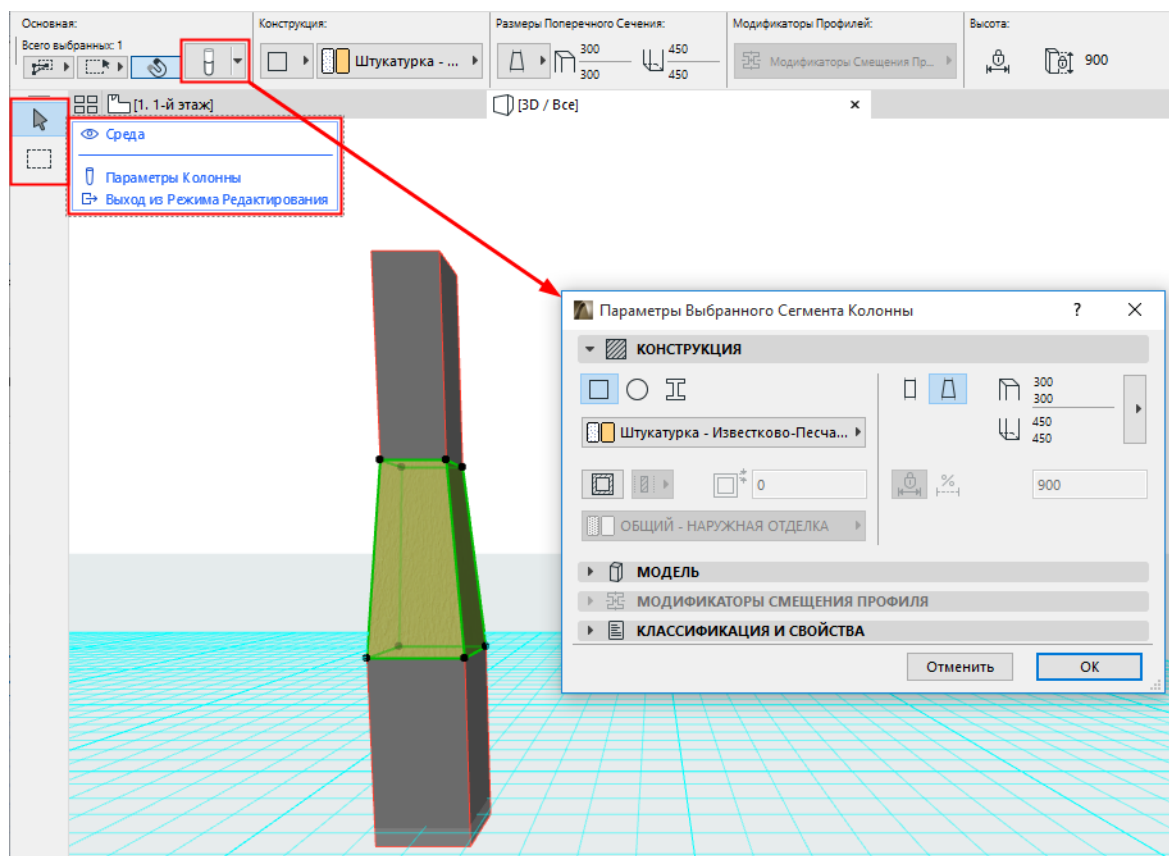 Основная:
Всего выбранных: 1
Конструкция:
Штукатурка - ...
Размеры Поперечного Сечения:
300
300
450
450
Модификаторы Профилей:
Модификаторы Смещения Пр...
Высота:
900
[1. 1-й этаж]
[3D / Все]
Среда
Параметры Колонны
Выход из Режима Редактирования
Параметры Выбранного Сегмента Колонны
КОНСТРУКЦИЯ
Штукатурка - Известково-Песча...
300
300
450
450
0
%
900
ОБЩИЙ - НАРУЖНАЯ ОТДЕЛКА
МОДЕЛЬ
МОДИФИКАТОРЫ СМЕЩЕНИЯ ПРОФИЛЯ
КЛАССИФИКАЦИЯ И СВОЙСТВА
Отменить
ОК